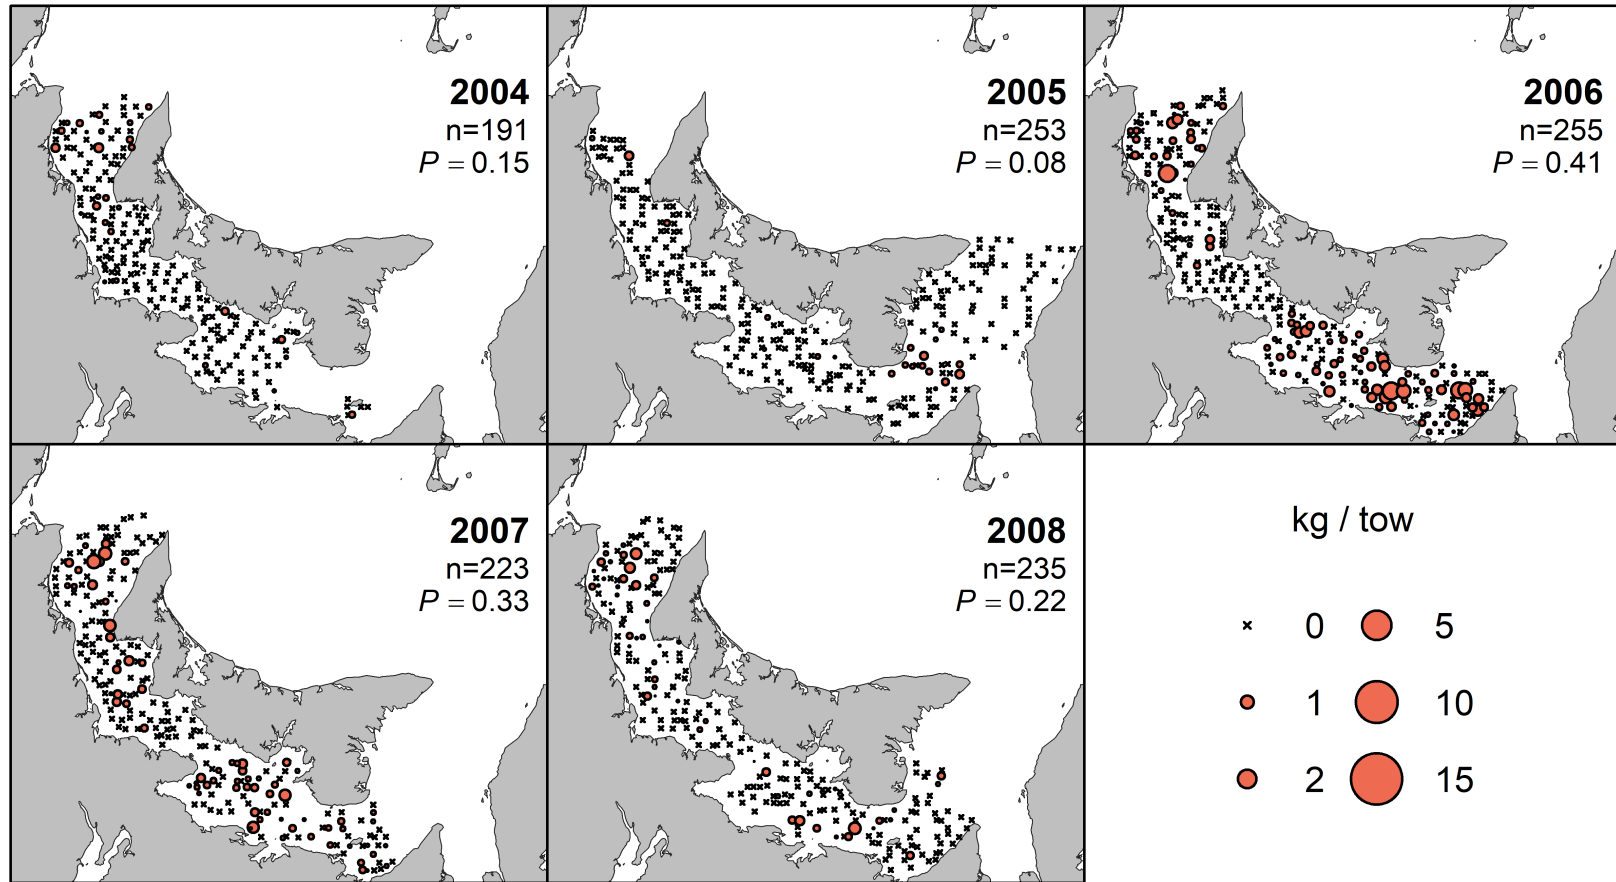 2004
n=191
P = 0.15
2005
n=253
P = 0.08
2006
n=255
P = 0.41
2007
n=223
P = 0.33
2008
n=235
P = 0.22
kg / tow
0 5
1 10
2 15